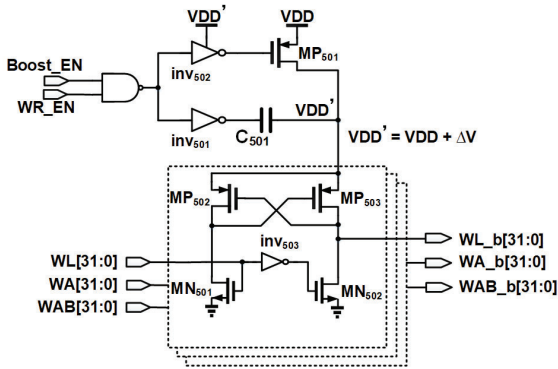 VDD' VDD
MP501
Boost_EN
inv502
WR_EN
inv501
C501
VDD'
VDD' = VDD + ΔV
MP502
MP503
WL[31:0]
inv503
WL_b[31:0]
WA[31:0]
WA_b[31:0]
MN501
WAB[31:0]
MN502
WAB_b[31:0]